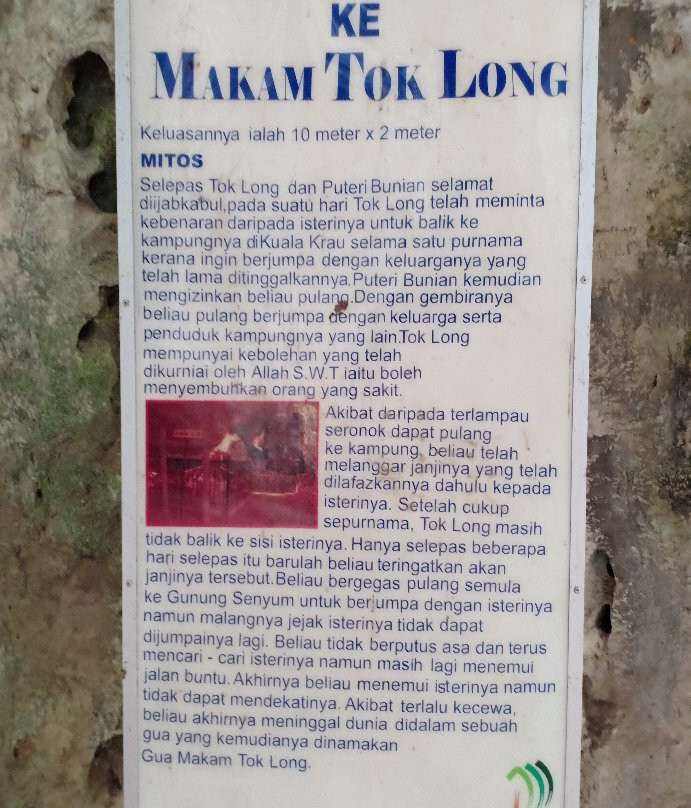 KE
MAKAM TOK LONG
Keluasannya ialah 10 meter x 2 meter
MITOS
Selepas Tok Long dan Puteri Bunian selamat
diijabkabul,pada suatu hari Tok Long telah meminta
kebenaran daripada isterinya untuk balik ke
kampungnya diKuala Krau selama satu purnama
kerana ingin berjumpa dengan keluarganya yang
telah lama ditinggalkannya.Puteri Bunian kemudian
mengizinkan beliau pulang.Dengan gembiranya
beliau pulang berjumpa dengan keluarga serta
penduduk kampungnya yang lain.Tok Long
mempunyai kebolehan yang telah
dikurniai oleh Allah S.W.T iaitu boleh
menyembuhkan orang yang sakit.
Akibat daripada terlampau
seronok dapat pulang
ke kampung, beliau telah
melanggar janjinya yang telah
dilafazkannya dahulu kepada
isterinya. Setelah cukup
sepurnama, Tok Long masih
tidak balik ke sisi isterinya. Hanya selepas beberapa
hari selepas itu barulah beliau teringatkan akan
janjinya tersebut.Beliau bergegas pulang semula
ke Gunung Senyum untuk berjumpa dengan isterinya
namun malangnya jejak isterinya tidak dapat
dijumpainya lagi. Beliau tidak berputus asa dan terus
mencari - cari isterinya namun masih lagi menemui
jalan buntu. Akhirnya beliau menemui isterinya namun
tidak dapat mendekatinya. Akibat terlalu kecewa,
beliau akhirnya meninggal dunia didalam sebuah
gua yang kemudianya dinamakan
Gua Makam Tok Long.